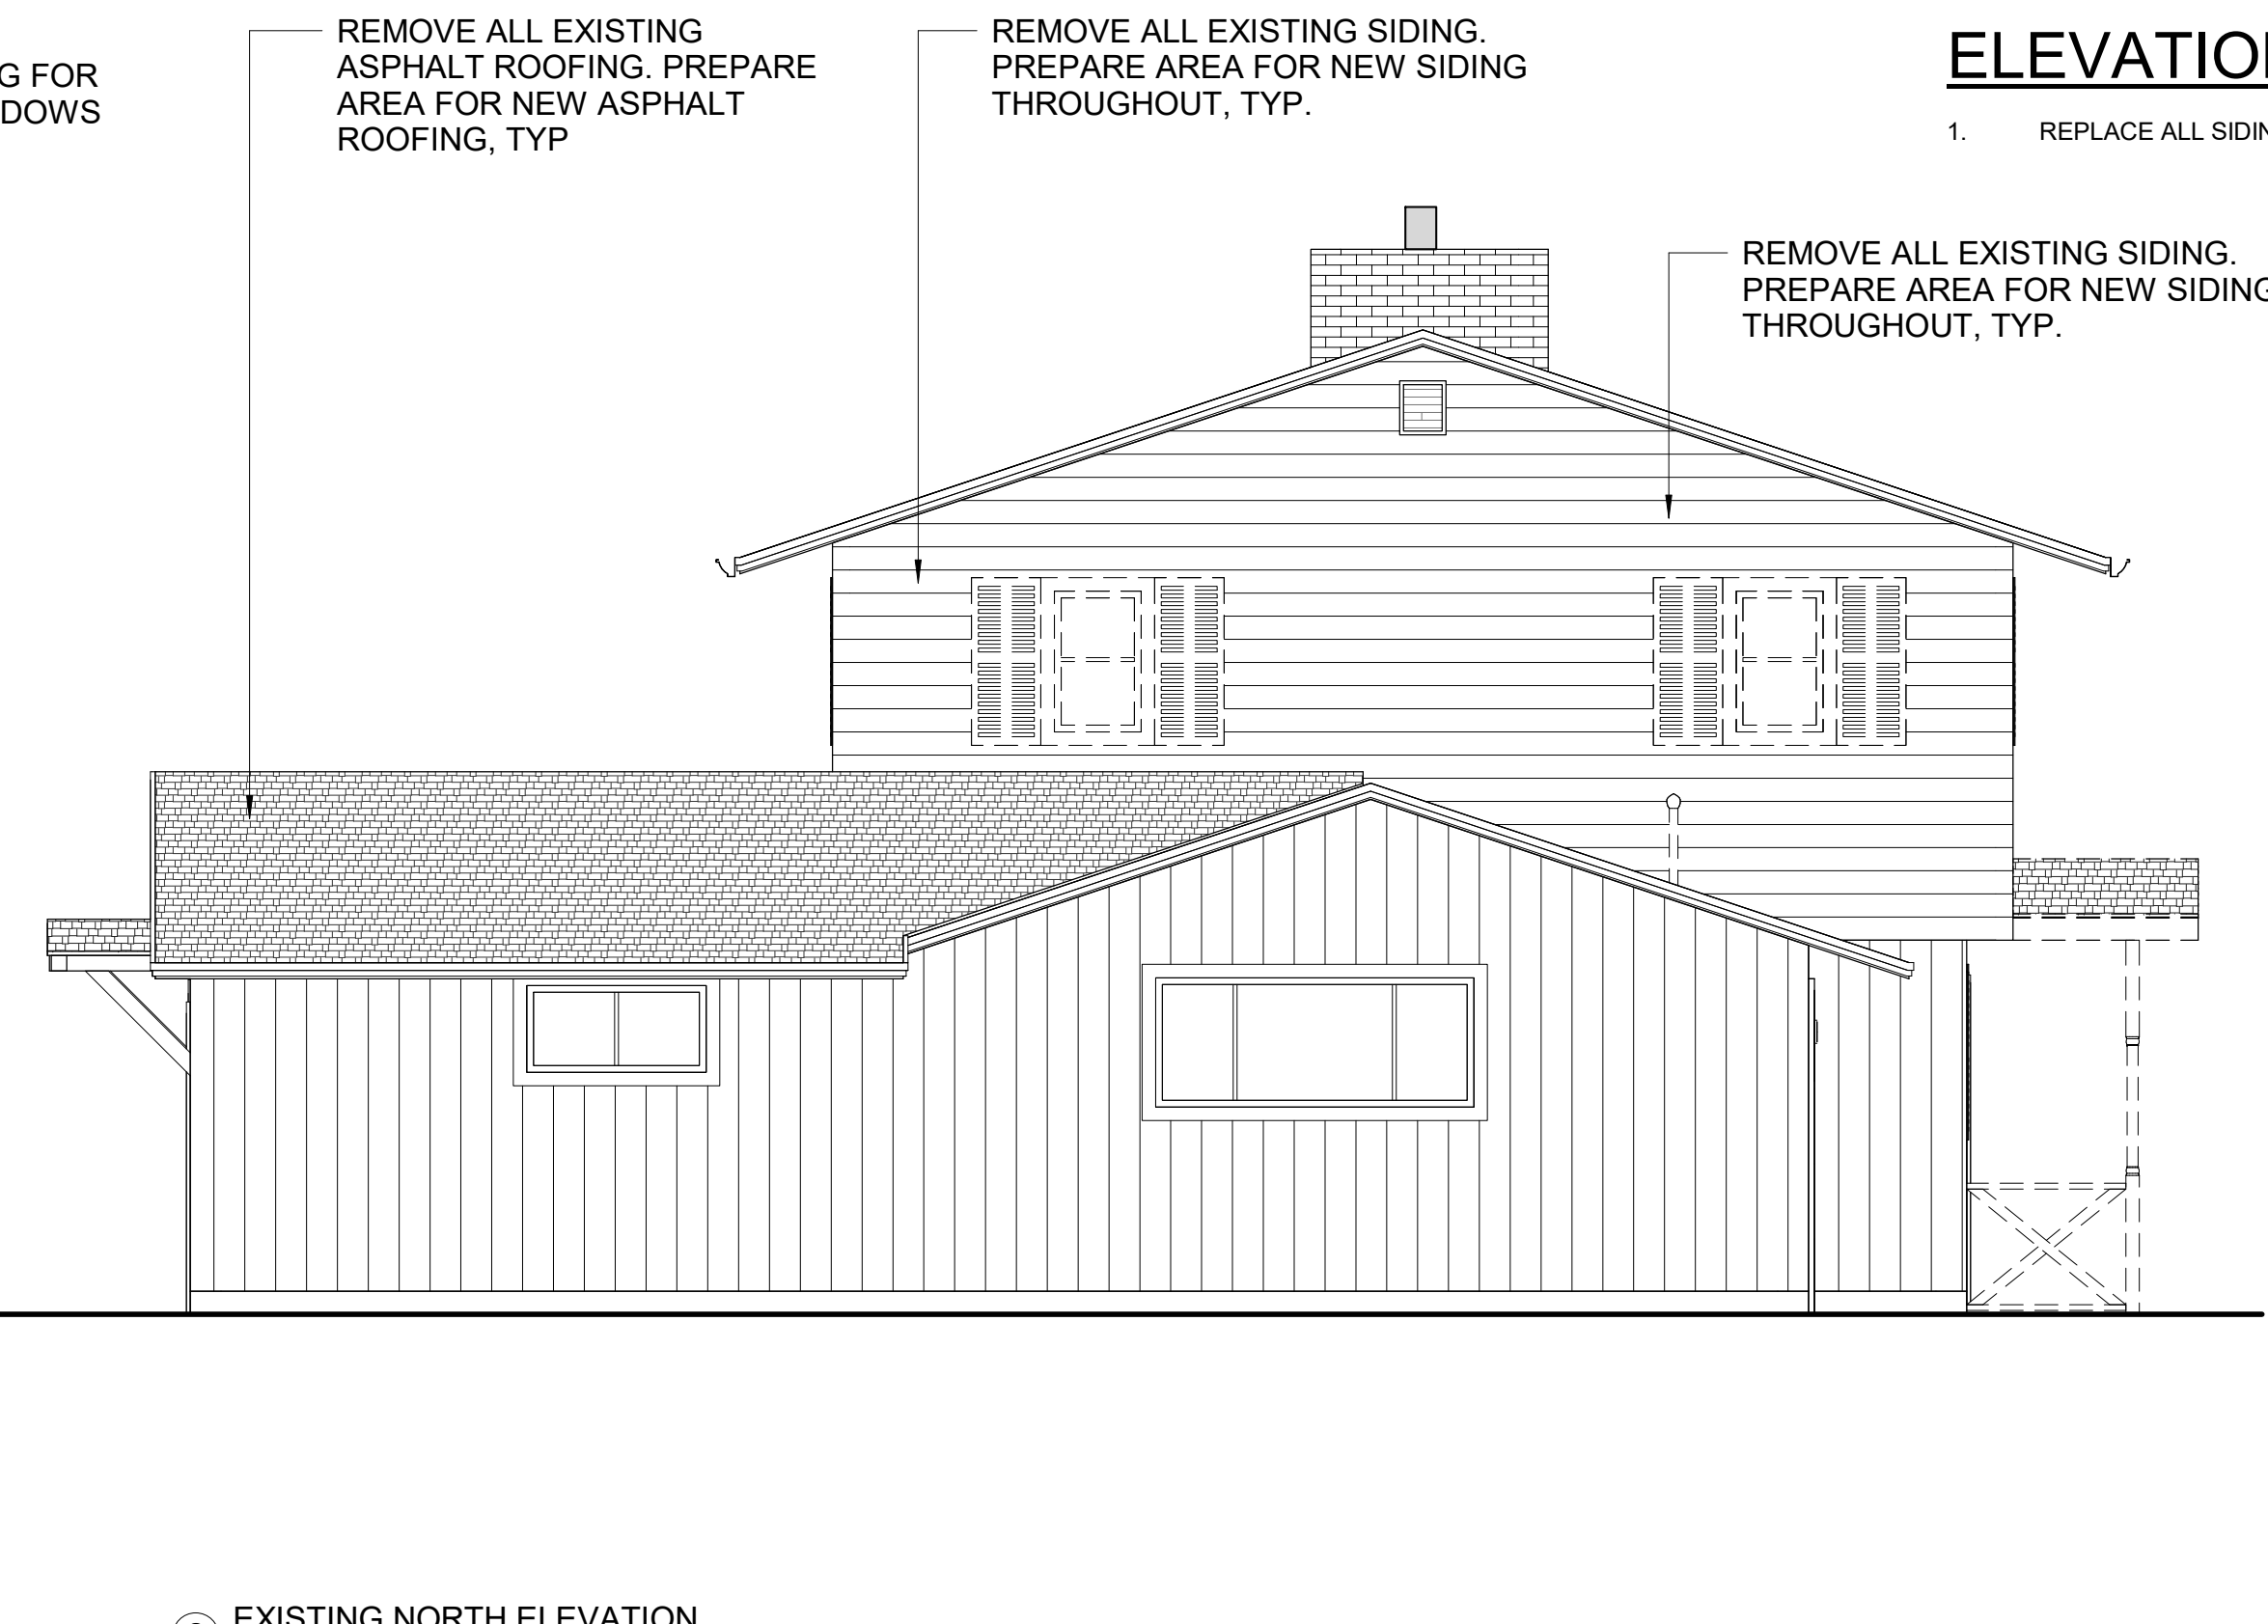 G FOR
DOWS
REMOVE ALL EXISTING
ASPHALT ROOFING. PREPARE
AREA FOR NEW ASPHALT
ROOFING, TYP
REMOVE ALL EXISTING SIDING.
PREPARE AREA FOR NEW SIDING
THROUGHOUT, TYP.
ELEVATION
1. REPLACE ALL SIDIN
REMOVE ALL EXISTING SIDING.
PREPARE AREA FOR NEW SIDING
THROUGHOUT, TYP.
EXISTING NORTH ELEVATION